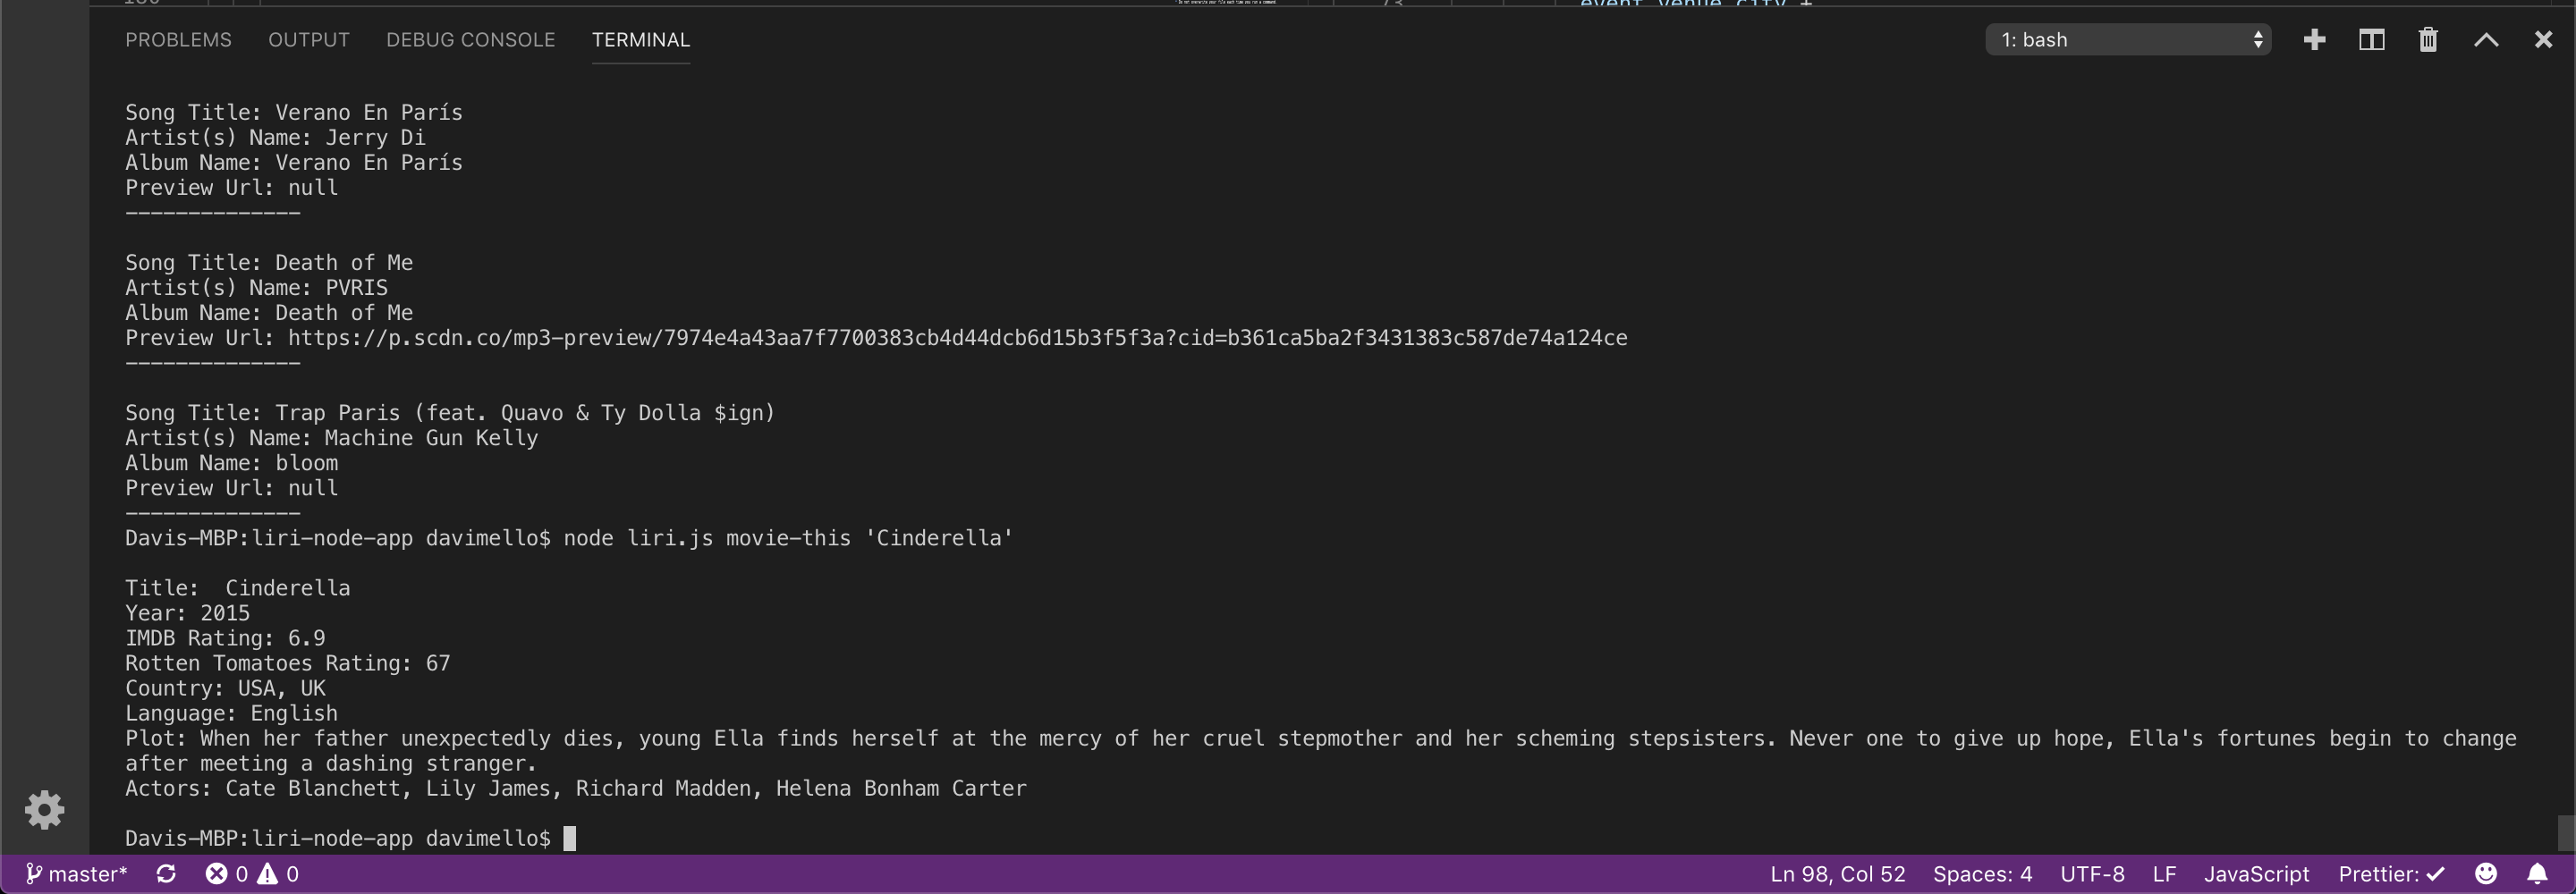 event.venue.city +
PROBLEMS OUTPUT DEBUG CONSOLE TERMINAL 1: bash
Song Title: Verano En París
Artist(s) Name: Jerry Di
Album Name: Verano En París
Preview Url: null
--------------
Song Title: Death of Me
Artist(s) Name: PVRIS
Album Name: Death of Me
Preview Url: https://p.scdn.co/mp3-preview/7974e4a43aa7f7700383cb4d44dcb6d15b3f5f3a?cid=b361ca5ba2f3431383c587de74a124ce
--------------
Song Title: Trap Paris (feat. Quavo & Ty Dolla $ign)
Artist(s) Name: Machine Gun Kelly
Album Name: bloom
Preview Url: null
--------------
Davis-MBP:liri-node-app davimello$ node liri.js movie-this 'Cinderella'
Title:  Cinderella
Year: 2015
IMDB Rating: 6.9
Rotten Tomatoes Rating: 67
Country: USA, UK
Language: English
Plot: When her father unexpectedly dies, young Ella finds herself at the mercy of her cruel stepmother and her scheming stepsisters. Never one to give up hope, Ella's fortunes begin to change
after meeting a dashing stranger.
Actors: Cate Blanchett, Lily James, Richard Madden, Helena Bonham Carter
Davis-MBP:liri-node-app davimello$
master* 0 0 Ln 98, Col 52 Spaces: 4 UTF-8 LF JavaScript Prettier: ✓